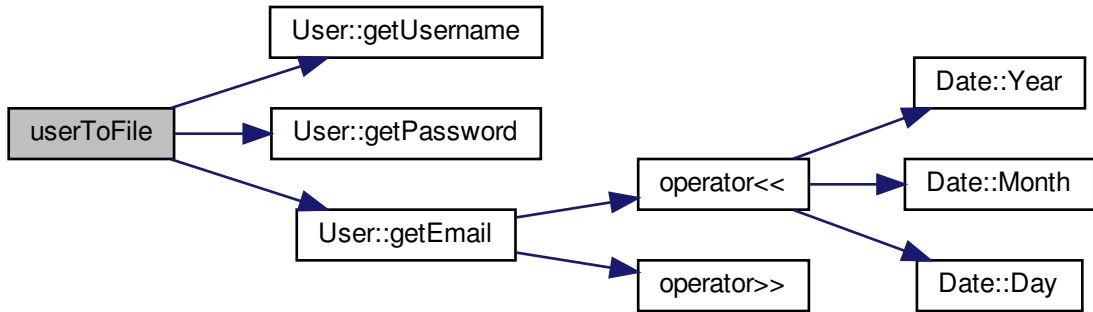 User::getUsername
userToFile
User::getPassword
User::getEmail
operator<<
operator>>
Date::Year
Date::Month
Date::Day